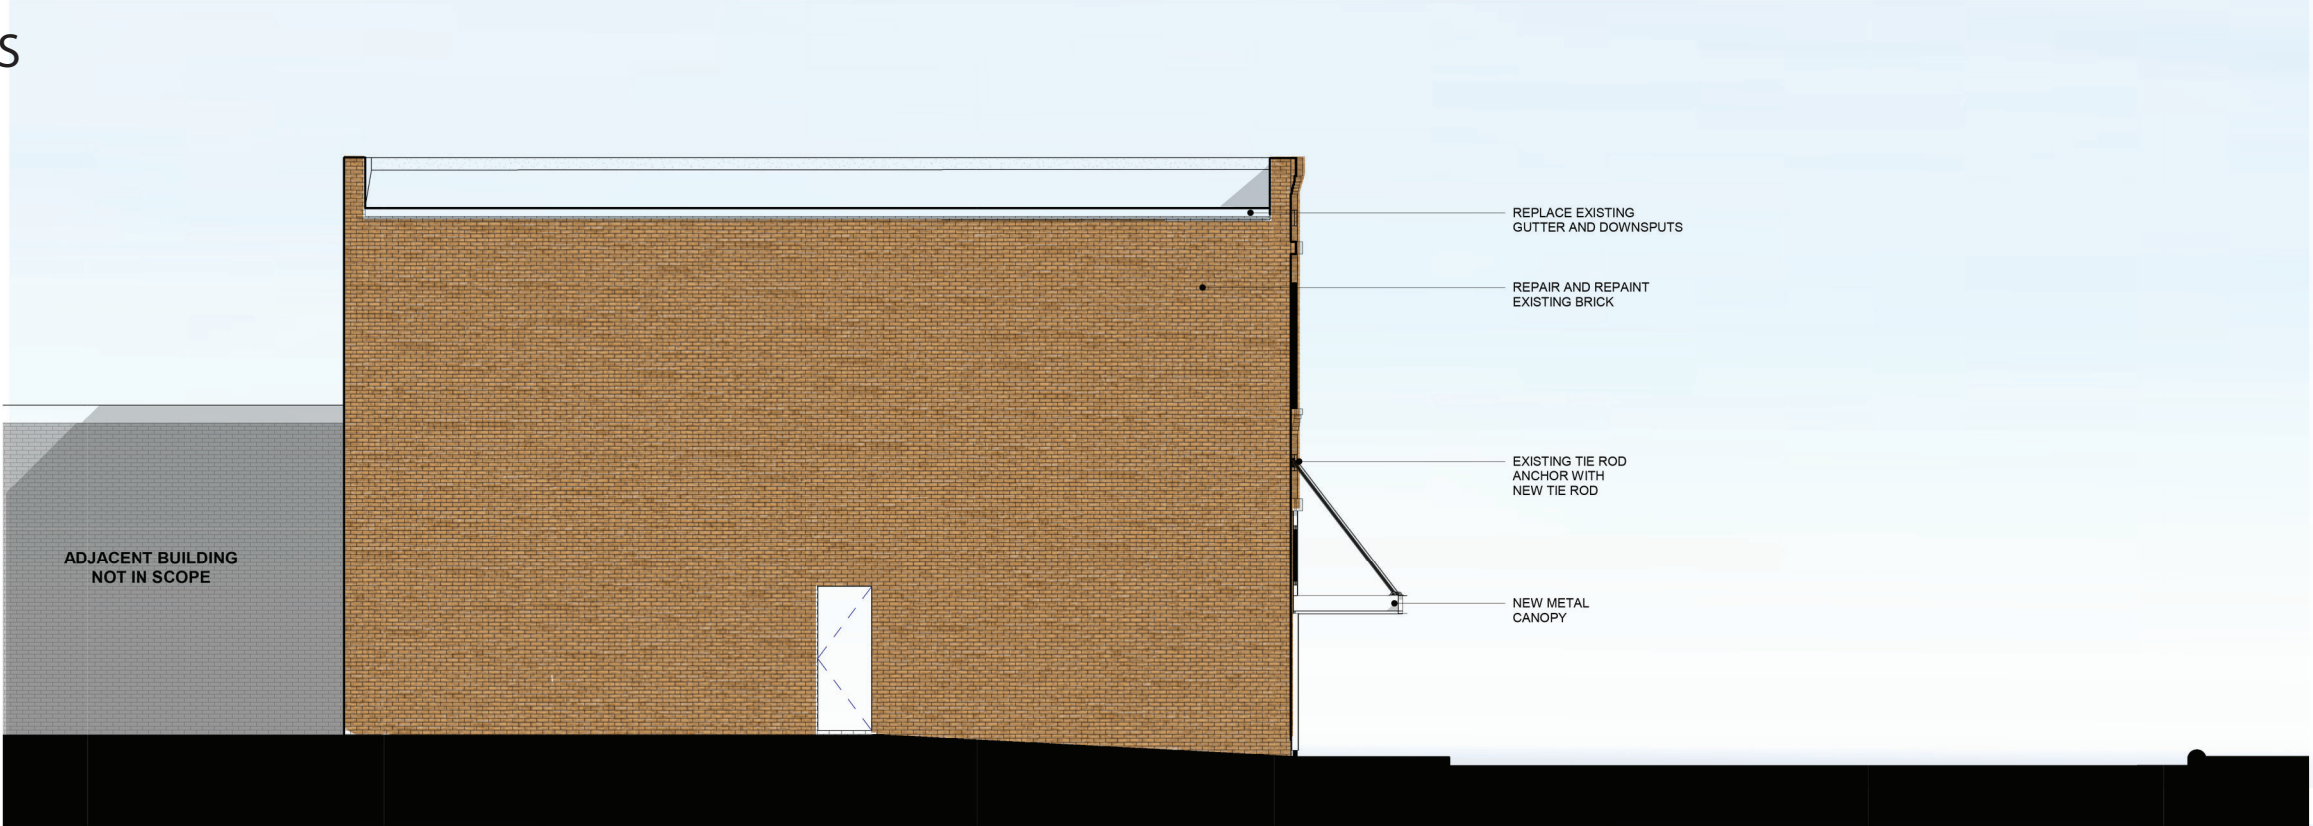 S
REPLACE EXISTING
GUTTER AND DOWNSPUTS
REPAIR AND REPAINT
EXISTING BRICK
EXISTING TIE ROD
ANCHOR WITH
NEW TIE ROD
ADJACENT BUILDING
NOT IN SCOPE
NEW METAL
CANOPY